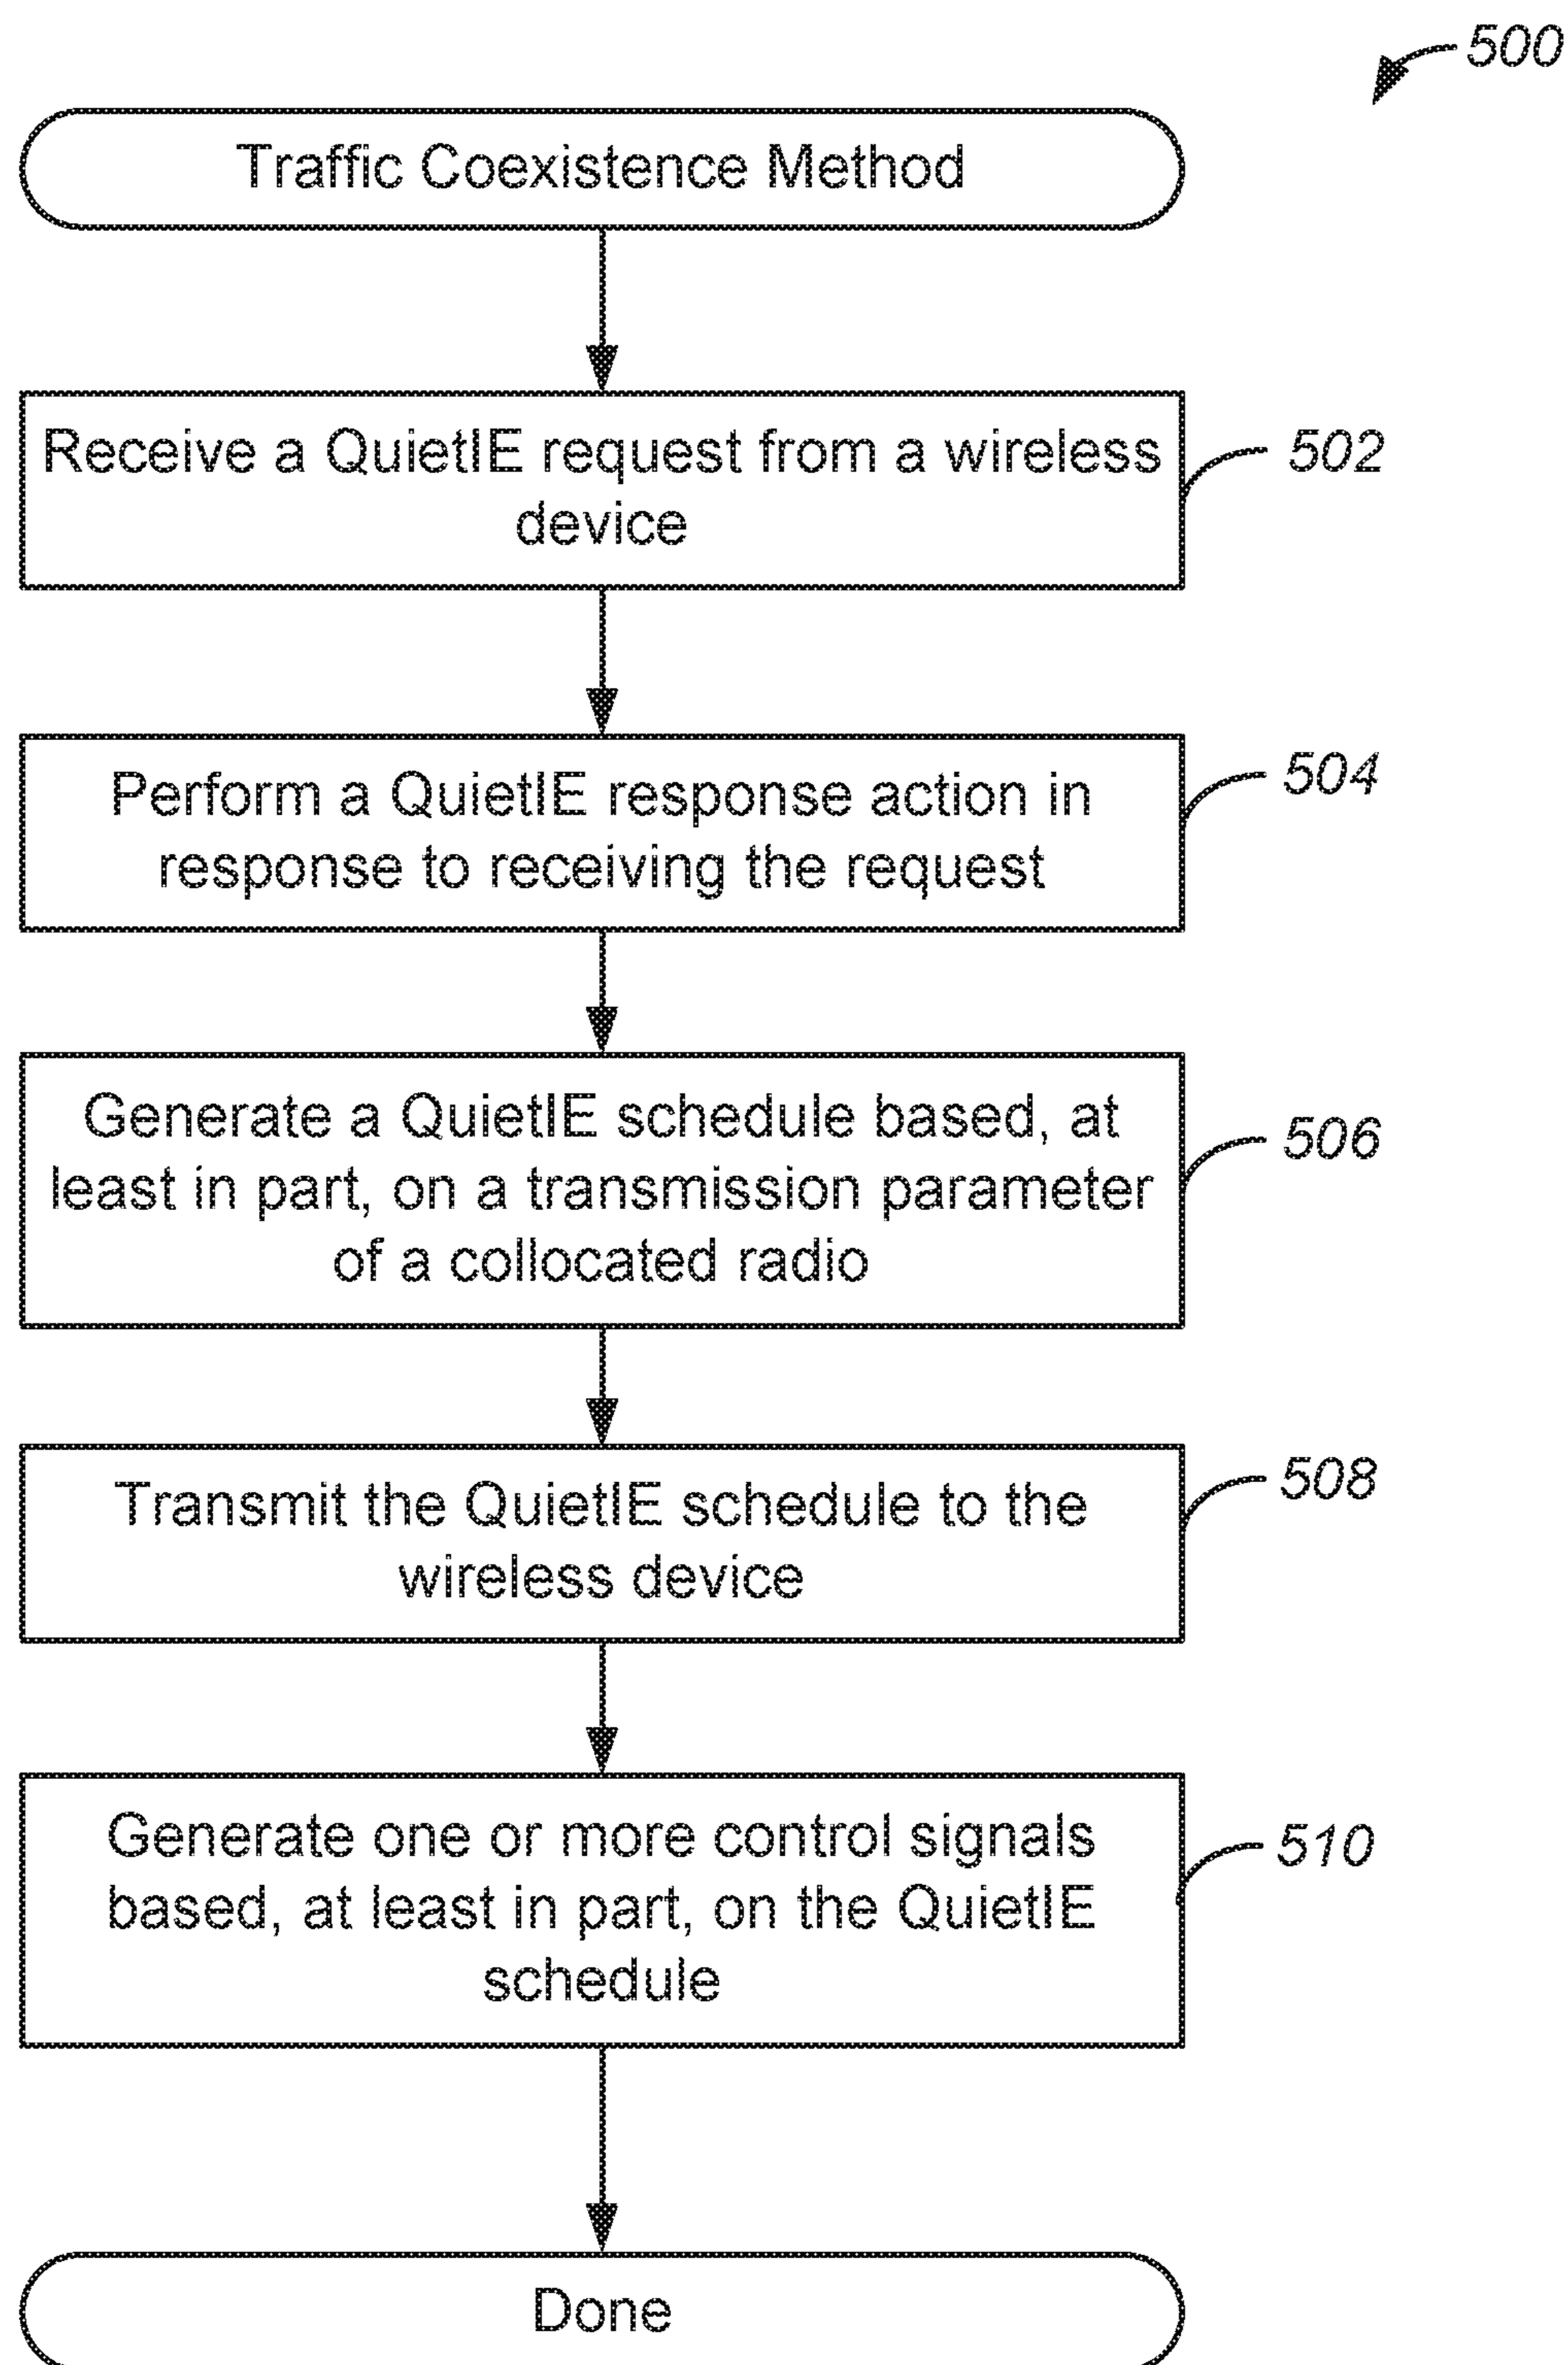 500
Traffic Coexistence Method
Receive a QuietIE request from a wireless
device
502
Perform a QuietIE response action in
response to receiving the request
504
Generate a QuietIE schedule based, at
least in part, on a transmission parameter
of a collocated radio
506
Transmit the QuietIE schedule to the
wireless device
508
Generate one or more control signals
based, at least in part, on the QuietIE
schedule
510
Done